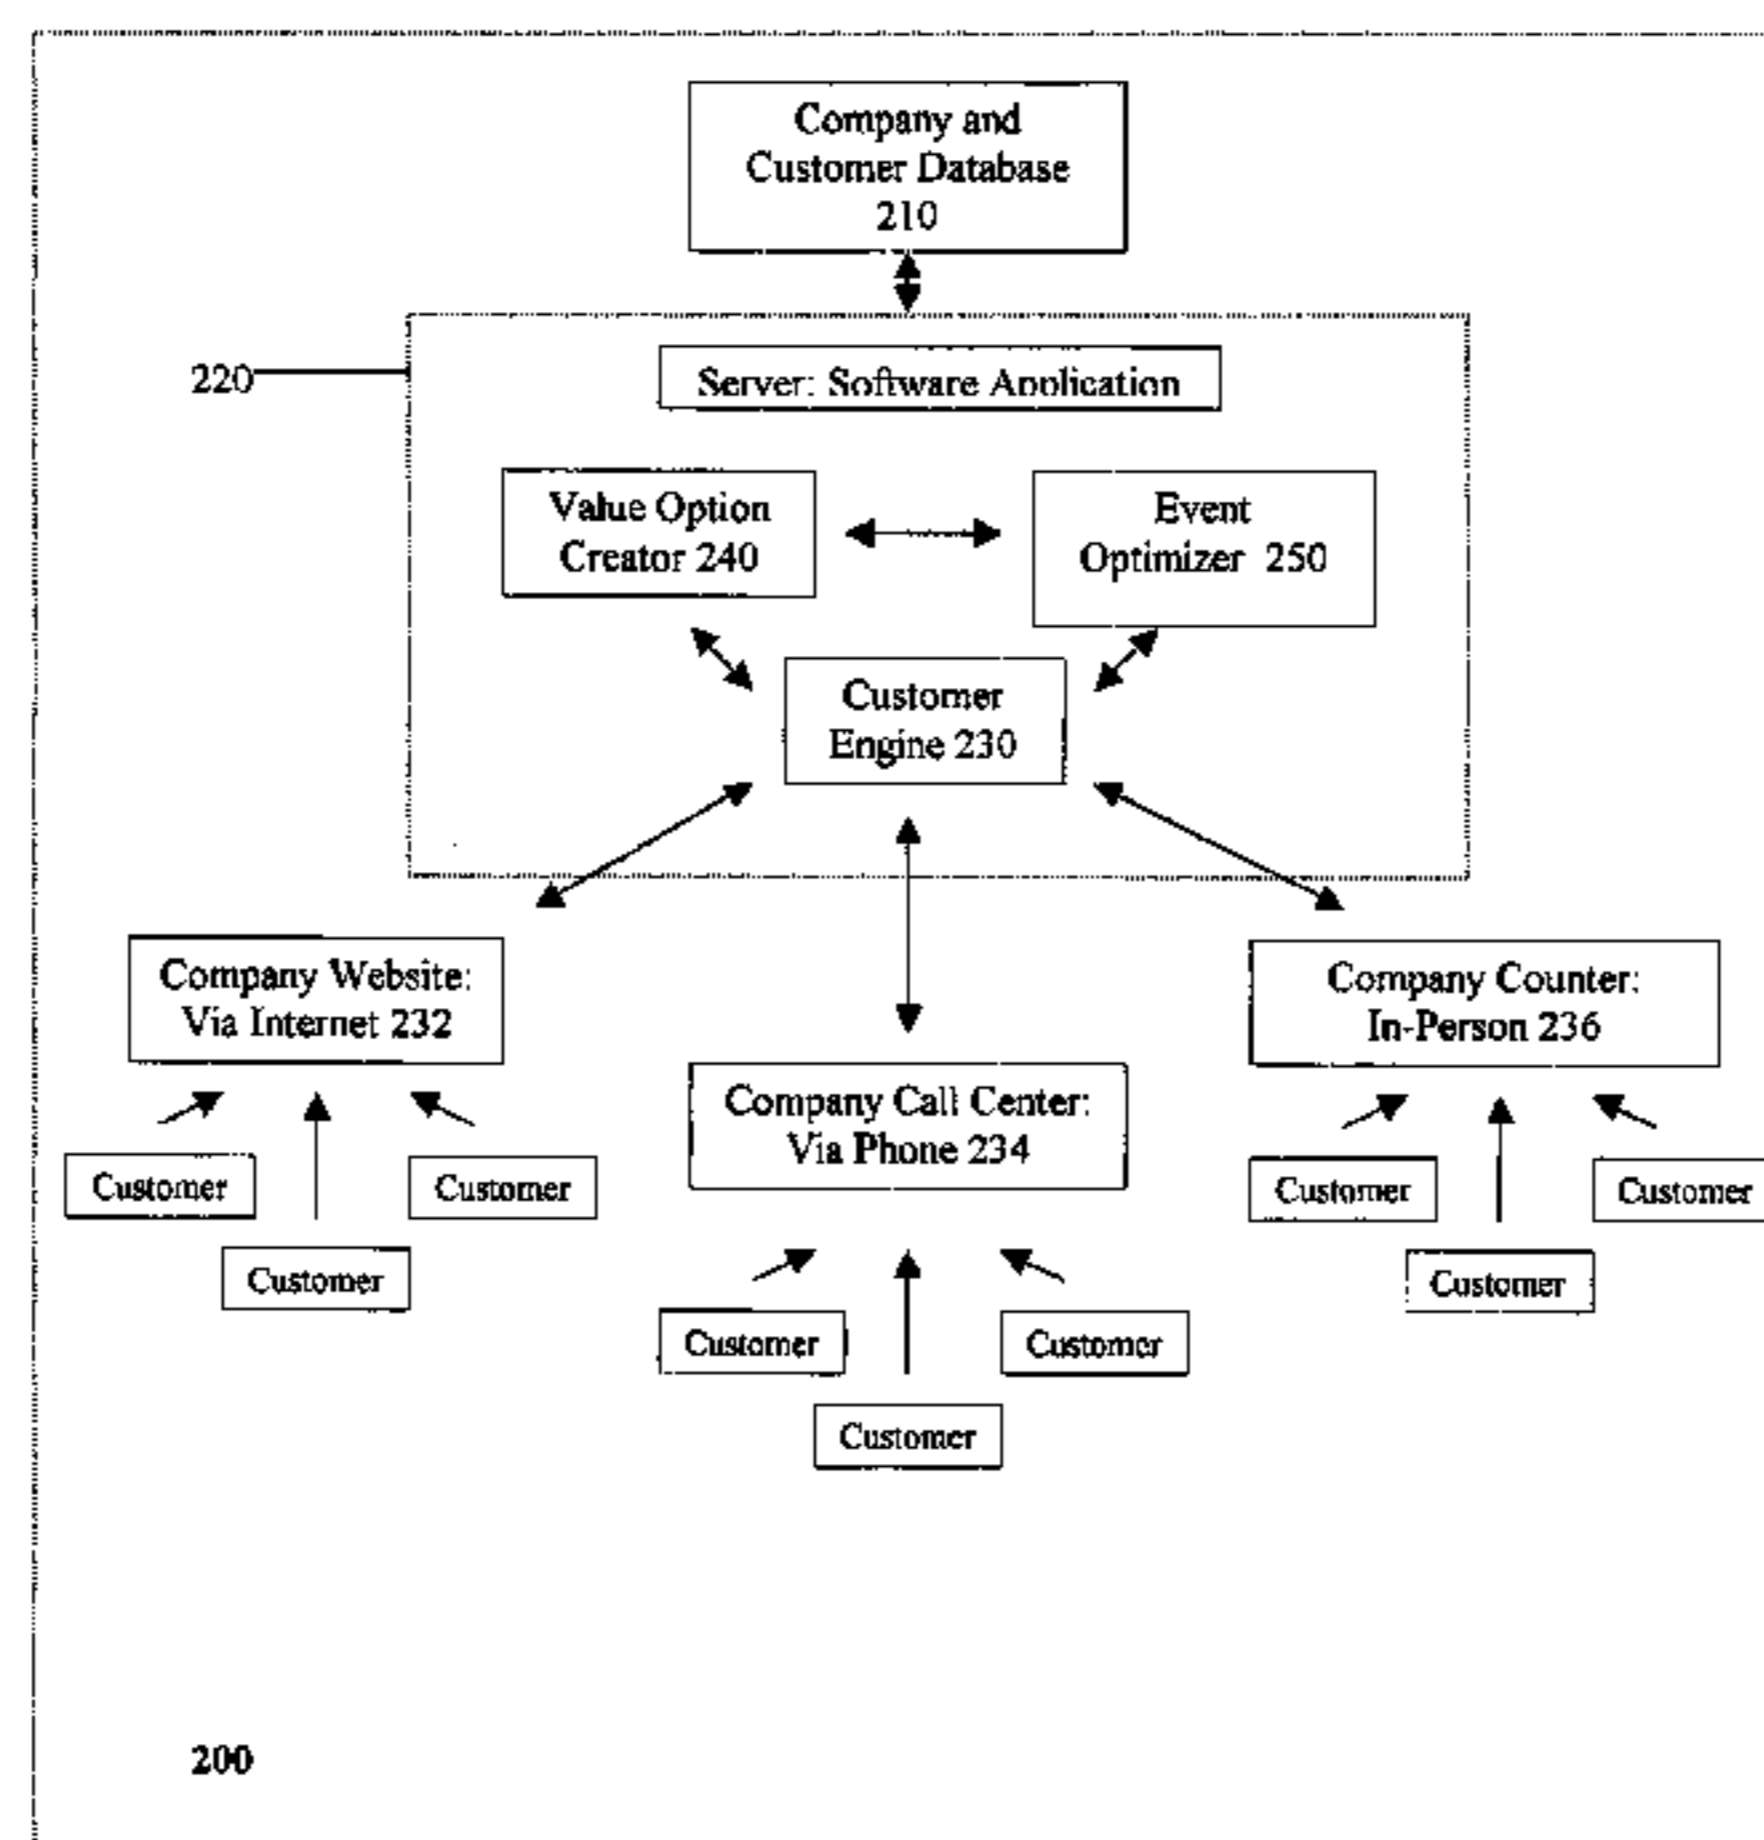 Company and
Customer Database
210
220
Server: Software Application
Value Option
Creator 240
Event
Optimizer 250
Customer
Engine 230
Company Website:
Via Internet 232
Company Call Center:
Via Phone 234
Company Counter:
In-Person 236
Customer
Customer
Customer
Customer
Customer
Customer
Customer
Customer
Customer
200